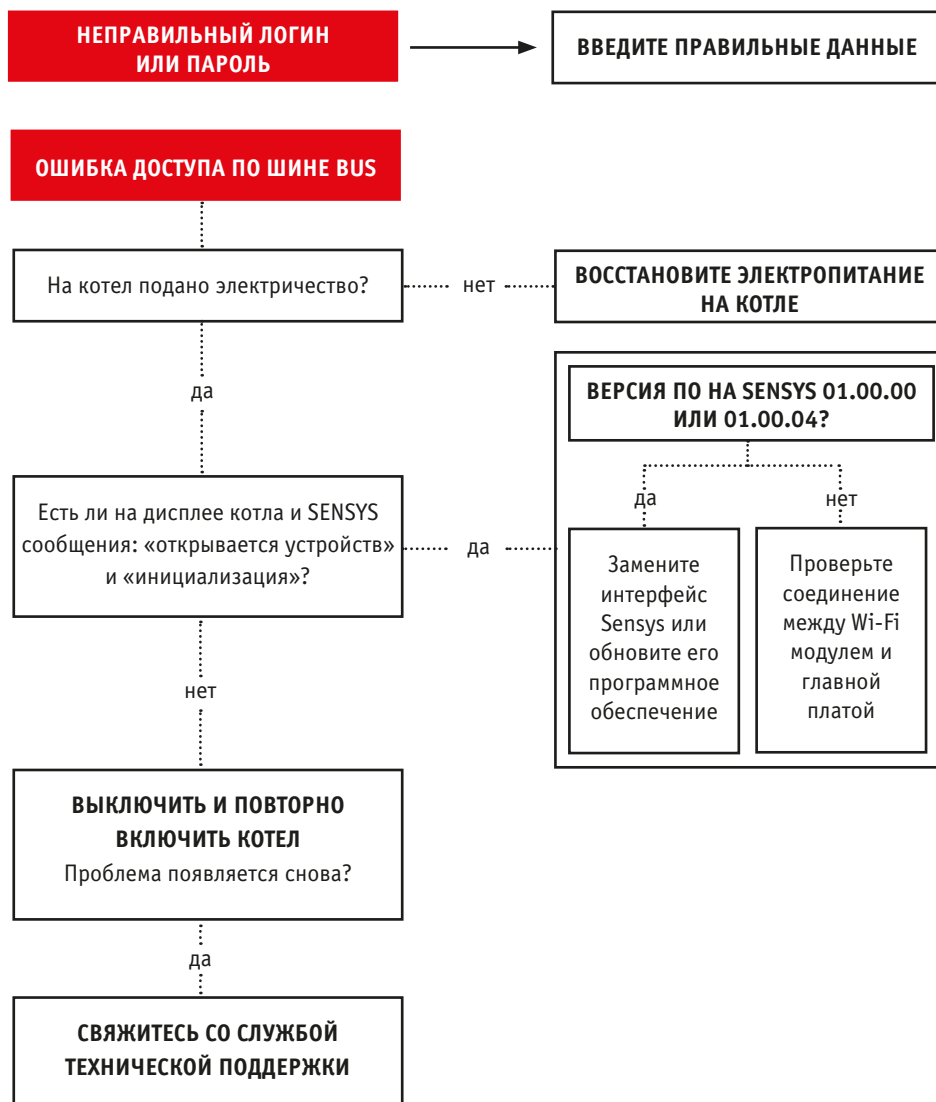 НЕПРАВИЛЬНЫЙ ЛОГИН
ИЛИ ПАРОЛЬ
ВВЕДИТЕ ПРАВИЛЬНЫЕ ДАННЫЕ
ОШИБКА ДОСТУПА ПО ШИНЕ BUS
На котел подано электричество?
нет
ВОССТАНОВИТЕ ЭЛЕКТРОПИТАНИЕ
НА КОТЛЕ
да
ВЕРСИЯ ПО НА SENSYS 01.00.00
ИЛИ 01.00.04?
Есть ли на дисплее котла и SENSYS
сообщения: «открывается устройств»
и «инициализация»?
да
да
нет
Замените
интерфейс
Sensys или
обновите его
программное
обеспечение
Проверьте
соединение
между Wi-Fi
модулем и
главной
платой
нет
ВЫКЛЮЧИТЬ И ПОВТОРНО
ВКЛЮЧИТЬ КОТЕЛ
Проблема появляется снова?
да
СВЯЖИТЕСЬ СО СЛУЖБОЙ
ТЕХНИЧЕСКОЙ ПОДДЕРЖКИ